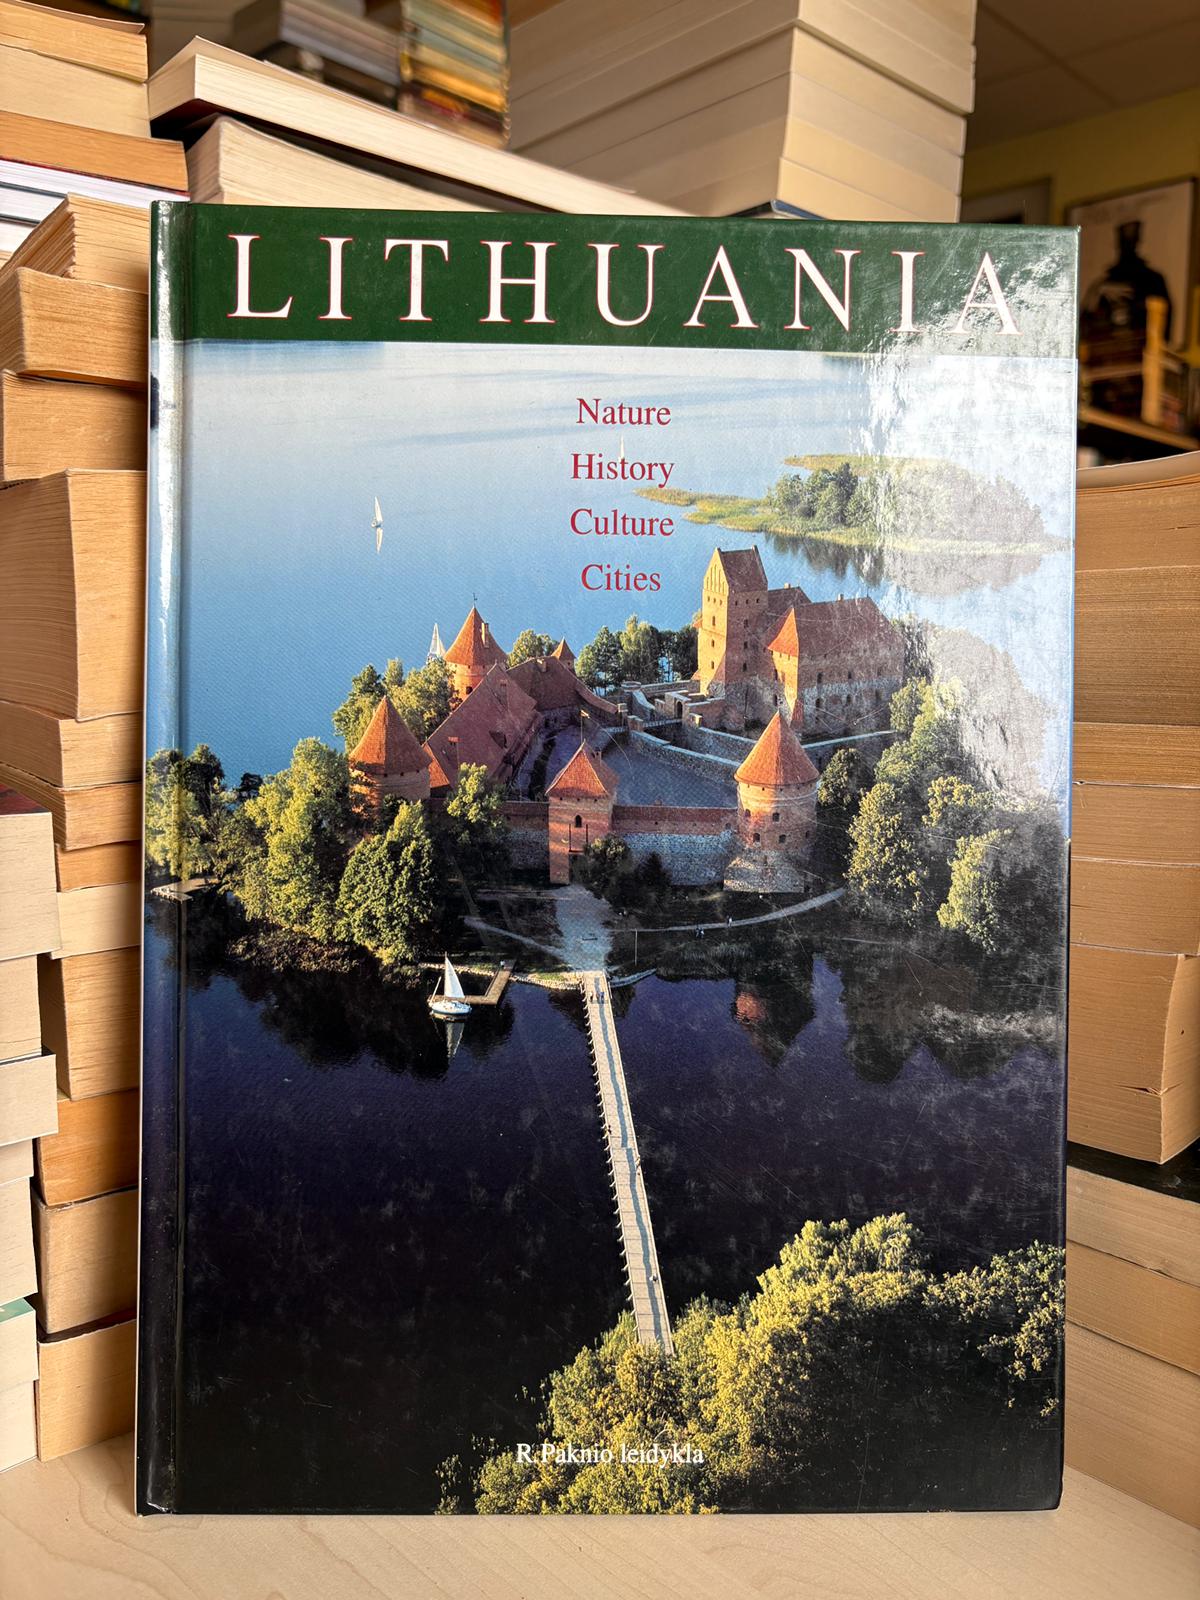 LITHUANIA
Nature
History
Culture
Cities
R. Paknio leidykla